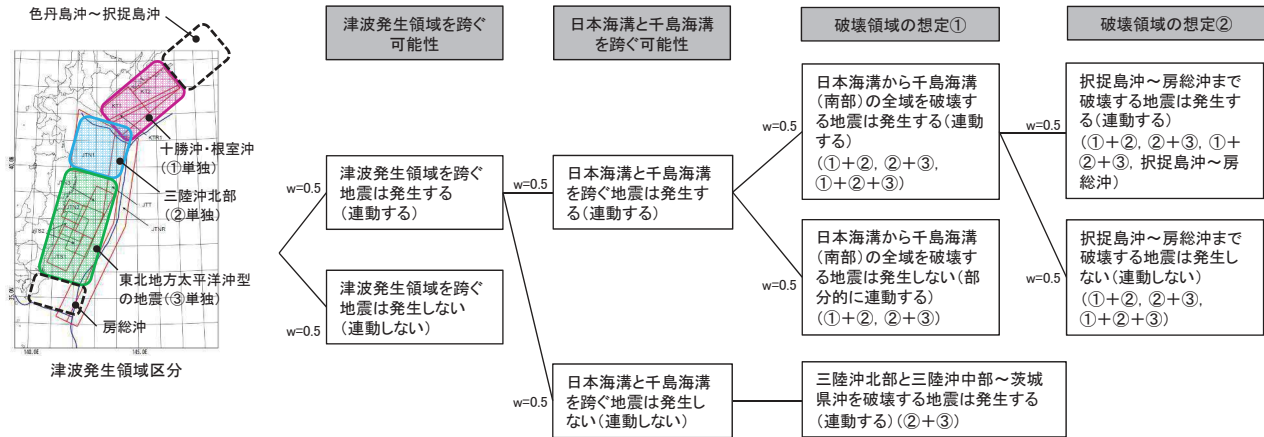 色丹島沖～択捉島沖
KT2
KT1
KTR1
JTN1
JTN2
JTT
JTNR
JTS2
JTS1
40.0N
35.0N
140.0E
145.0E
十勝沖・根室沖
(①単独)
三陸沖北部
(②単独)
東北地方太平洋沖型
の地震(③単独)
房総沖
津波発生領域区分
津波発生領域を跨ぐ
可能性
w=0.5
津波発生領域を跨ぐ
地震は発生する
(連動する)
w=0.5
津波発生領域を跨ぐ
地震は発生しない
(連動しない)
日本海溝と千島海溝
を跨ぐ可能性
w=0.5
日本海溝と千島海溝
を跨ぐ地震は発生す
る(連動する)
w=0.5
日本海溝と千島海溝
を跨ぐ地震は発生し
ない(連動しない)
破壊領域の想定①
w=0.5
日本海溝から千島海溝
(南部)の全域を破壊す
る地震は発生する(連動
する)
(①＋②, ②＋③,
①＋②＋③)
w=0.5
日本海溝から千島海溝
(南部)の全域を破壊す
る地震は発生しない(部
分的に連動する)
(①＋②, ②＋③)
三陸沖北部と三陸沖中部～茨城
県沖を破壊する地震は発生する
(連動する)(②＋③)
破壊領域の想定②
w=0.5
択捉島沖～房総沖まで
破壊する地震は発生す
る(連動する)
(①＋②, ②＋③, ①＋
②＋③, 択捉島沖～房
総沖)
w=0.5
択捉島沖～房総沖まで
破壊する地震は発生し
ない(連動しない)
(①＋②, ②＋③,
①＋②＋③)